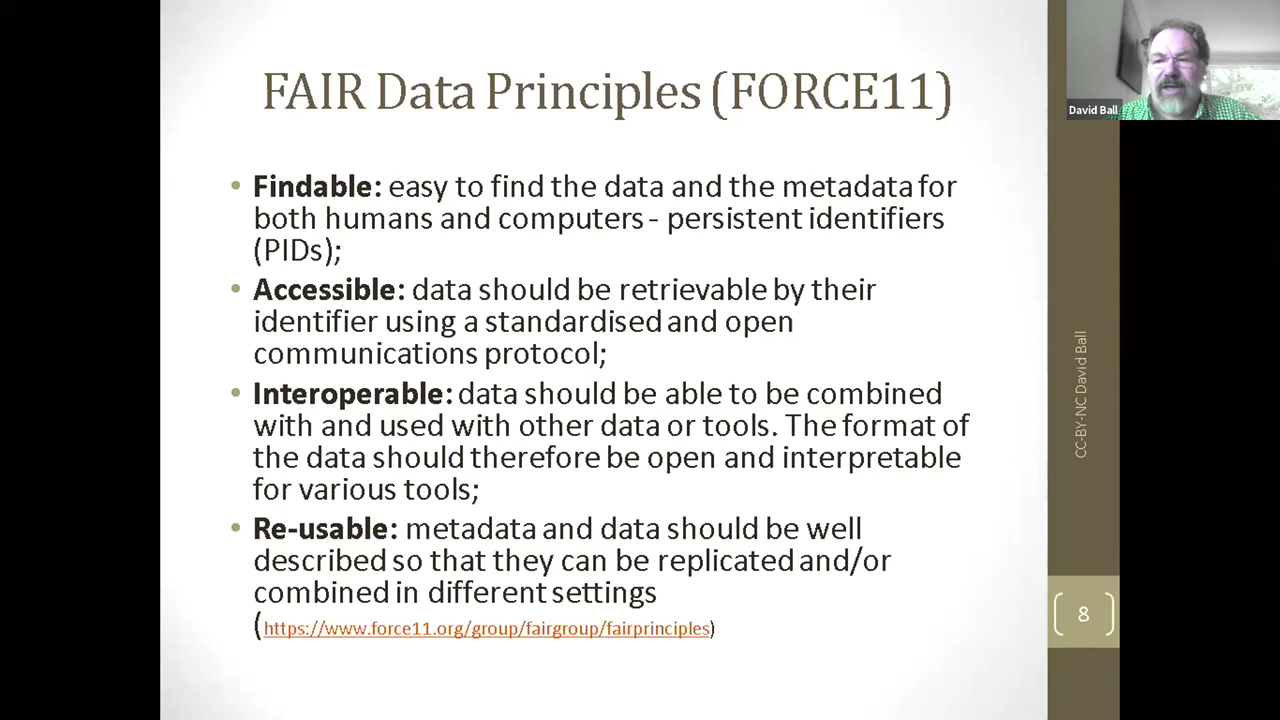 FAIR Data Principles (FORCE11)
• Findable: easy to find the data and the metadata for
both humans and computers - persistent identifiers
(PIDs);
• Accessible: data should be retrievable by their
identifier using a standardised and open
communications protocol;
• Interoperable: data should be able to be combined
with and used with other data or tools. The format of
the data should therefore be open and interpretable
for various tools;
• Re-usable: metadata and data should be well
described so that they can be replicated and/or
combined in different settings
(https://www.force11.org/group/fairgroup/fairprinciples)
David Ball
CC-BY-NC David Ball
8